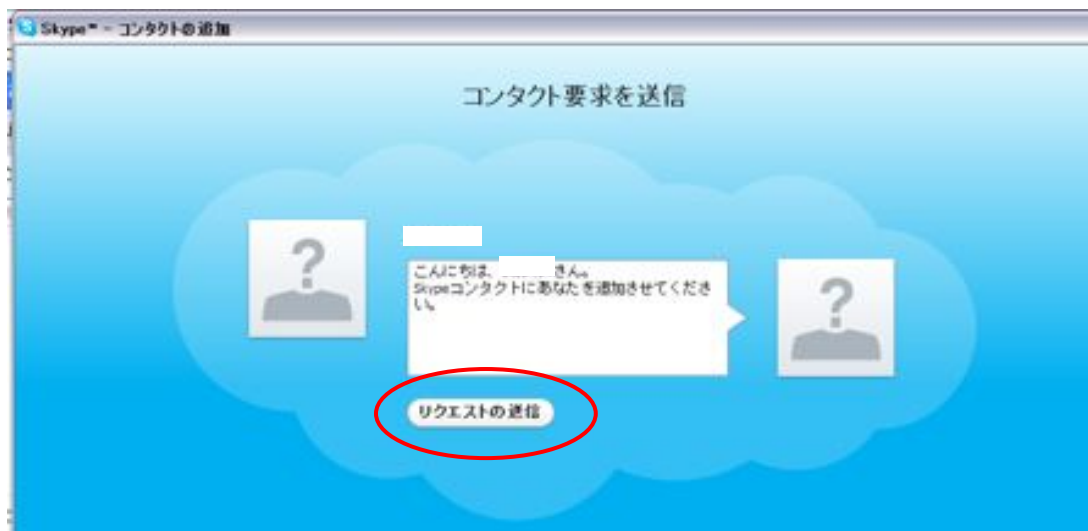 Skype™ - コンタクトの追加
コンタクト要求を送信
こんにちは、 さん。
Skypeコンタクトにあなたを追加させてくださ
い。
リクエストの送信